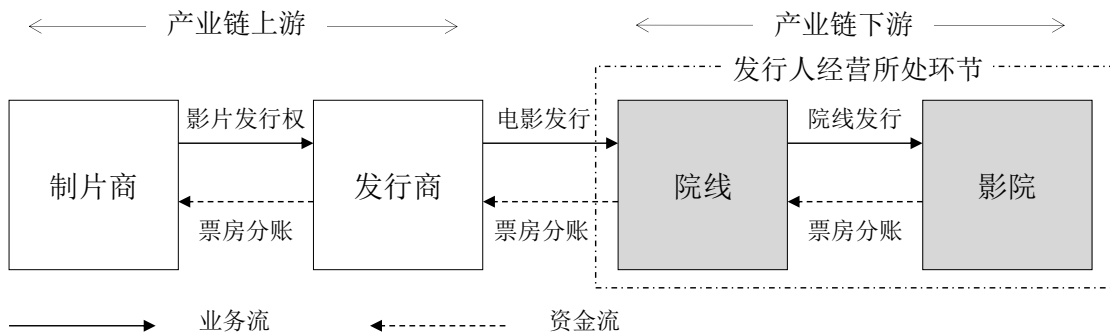 产业链上游
产业链下游
发行人经营所处环节
影片发行权
电影发行
院线发行
制片商
发行商
院线
影院
票房分账
票房分账
票房分账
业务流
资金流